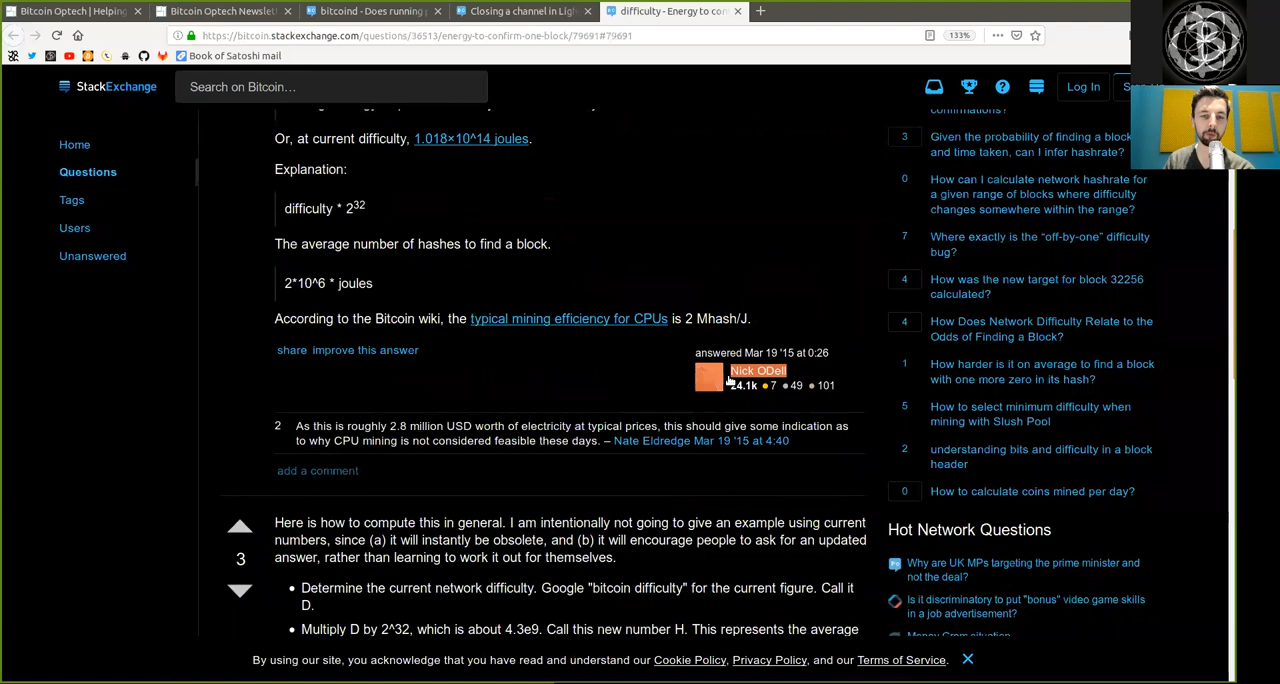 Bitcoin Optech | Helping
Bitcoin Optech Newslet
bitcoind - Does running
Closing a channel in Ligh
difficulty - Energy to con
https://bitcoin.stackexchange.com/questions/36513/energy-to-confirm-one-block/79691#79691
133%
Book of Satoshi mail
StackExchange
Search on Bitcoin…
Log In
Home
Questions
Tags
Users
Unanswered
Or, at current difficulty, 1.018×10^14 joules.
Explanation:
difficulty * 2^32
The average number of hashes to find a block.
2*10^6 * joules
According to the Bitcoin wiki, the typical mining efficiency for CPUs is 2 Mhash/J.
share improve this answer
answered Mar 19 '15 at 0:26
Nick ODell
24.1k 7 49 101
2 As this is roughly 2.8 million USD worth of electricity at typical prices, this should give some indication as
to why CPU mining is not considered feasible these days. – Nate Eldredge Mar 19 '15 at 4:40
add a comment
3
Here is how to compute this in general. I am intentionally not going to give an example using current
numbers, since (a) it will instantly be obsolete, and (b) it will encourage people to ask for an updated
answer, rather than learning to work it out for themselves.
• Determine the current network difficulty. Google "bitcoin difficulty" for the current figure. Call it
D.
• Multiply D by 2^32, which is about 4.3e9. Call this new number H. This represents the average
confirmations?
3 Given the probability of finding a block
and time taken, can I infer hashrate?
0 How can I calculate network hashrate for
a given range of blocks where difficulty
changes somewhere within the range?
7 Where exactly is the “off-by-one” difficulty
bug?
4 How was the new target for block 32256
calculated?
4 How Does Network Difficulty Relate to the
Odds of Finding a Block?
1 How harder is it on average to find a block
with one more zero in its hash?
5 How to select minimum difficulty when
mining with Slush Pool
2 understanding bits and difficulty in a block
header
0 How to calculate coins mined per day?
Hot Network Questions
Why are UK MPs targeting the prime minister and
not the deal?
Is it discriminatory to put "bonus" video game skills
in a job advertisement?
By using our site, you acknowledge that you have read and understand our Cookie Policy, Privacy Policy, and our Terms of Service.